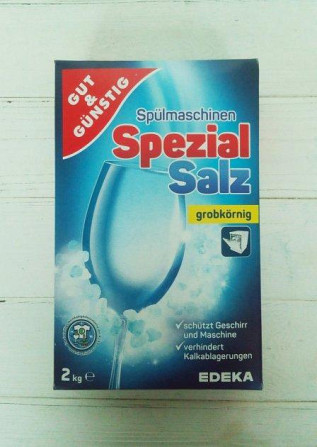 GUT
&
GÜNSTIG
Spülmaschinen
Spezial
Salz
grobkörnig
✓ schützt Geschirr
und Maschine
✓ verhindert
Kalkablagerungen
2 kg ℮
EDEKA